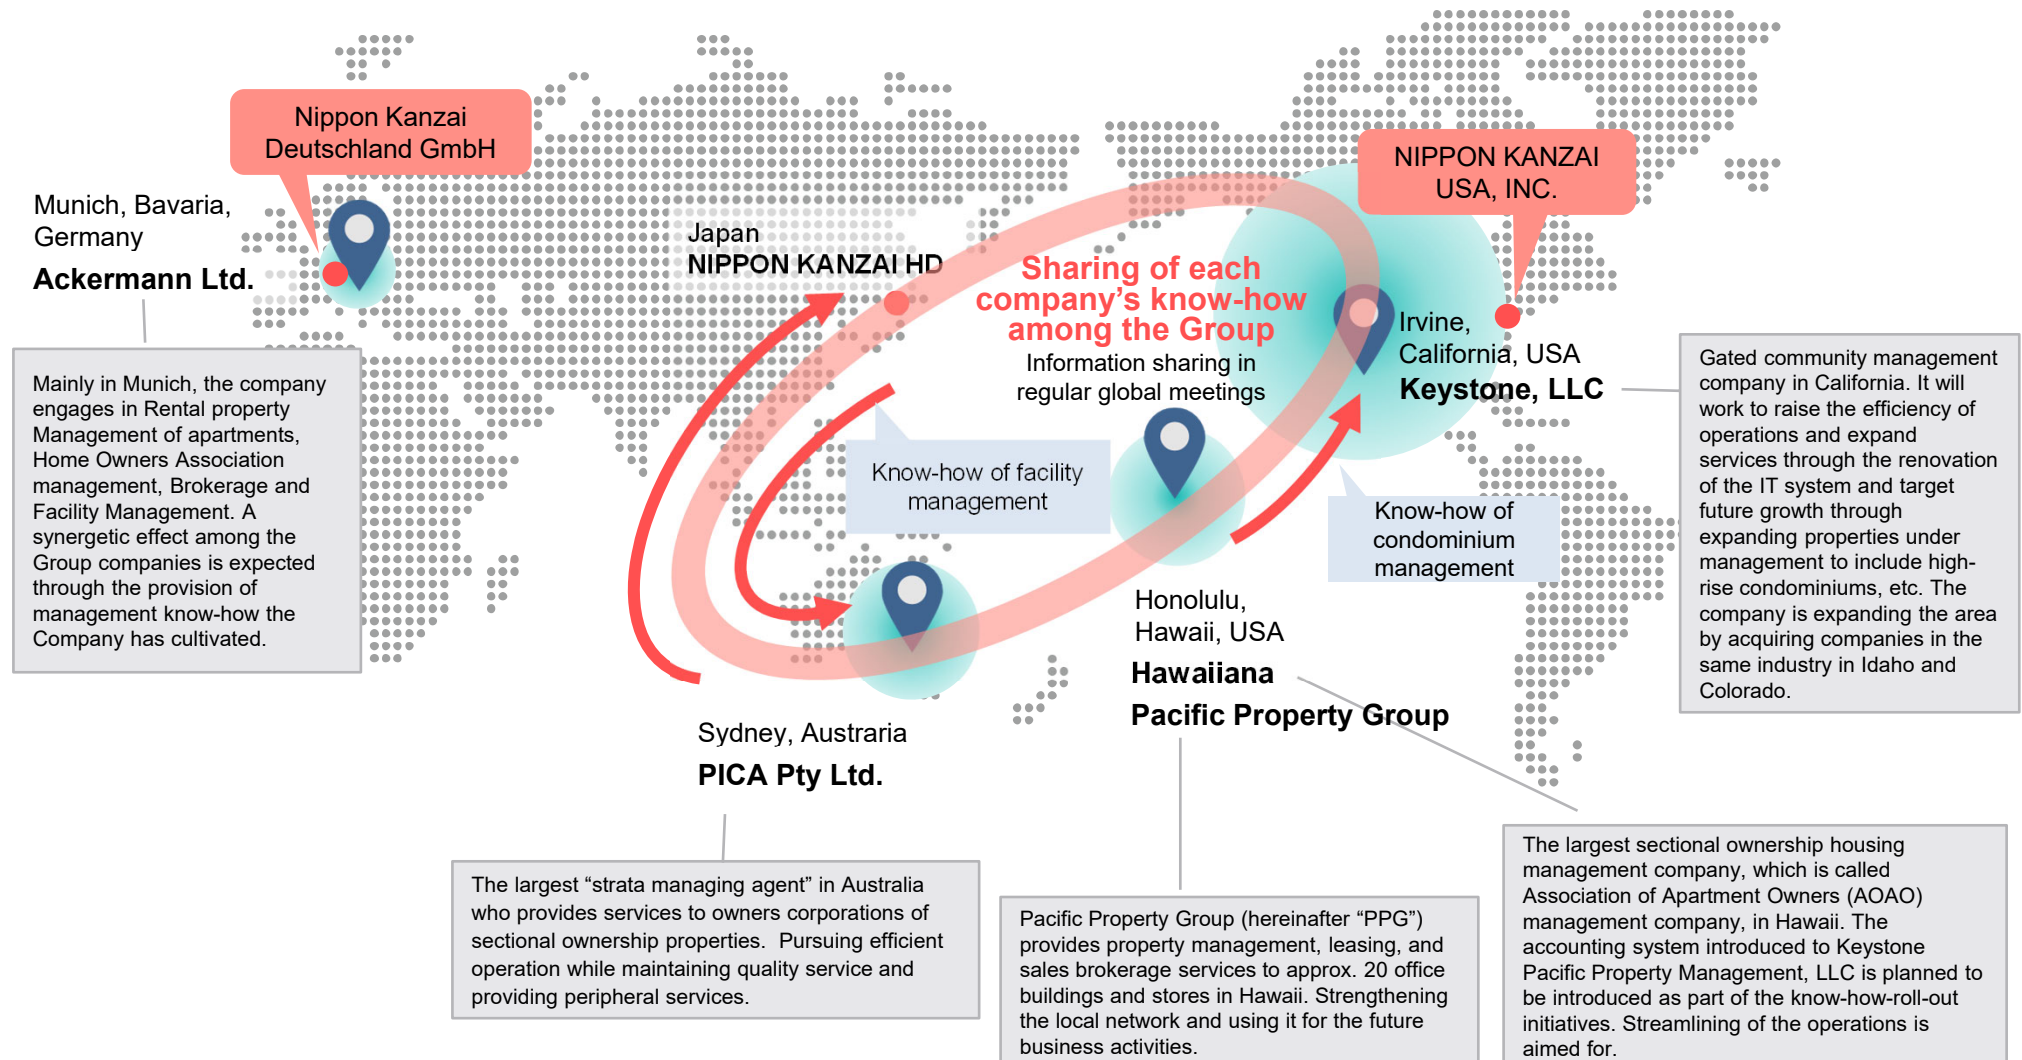 Nippon Kanzai
Deutschland GmbH
NIPPON KANZAI
USA, INC.
Munich, Bavaria,
Germany
Ackermann Ltd.
Japan
NIPPON KANZAI HD
Sharing of each
company's know-how
among the Group
Information sharing in
regular global meetings
Irvine,
California, USA
Keystone, LLC
Mainly in Munich, the company
engages in Rental property
Management of apartments,
Home Owners Association
management, Brokerage and
Facility Management. A
synergetic effect among the
Group companies is expected
through the provision of
management know-how the
Company has cultivated.
Gated community management
company in California. It will
work to raise the efficiency of
operations and expand
services through the renovation
of the IT system and target
future growth through
expanding properties under
management to include high-
rise condominiums, etc. The
company is expanding the area
by acquiring companies in the
same industry in Idaho and
Colorado.
Know-how of facility
management
Know-how of
condominium
management
Honolulu,
Hawaii, USA
Hawaiiana
Pacific Property Group
Sydney, Austraria
PICA Pty Ltd.
The largest “strata managing agent” in Australia
who provides services to owners corporations of
sectional ownership properties.  Pursuing efficient
operation while maintaining quality service and
providing peripheral services.
Pacific Property Group (hereinafter “PPG”)
provides property management, leasing, and
sales brokerage services to approx. 20 office
buildings and stores in Hawaii. Strengthening
the local network and using it for the future
business activities.
The largest sectional ownership housing
management company, which is called
Association of Apartment Owners (AOAO)
management company, in Hawaii. The
accounting system introduced to Keystone
Pacific Property Management, LLC is planned to
be introduced as part of the know-how-roll-out
initiatives. Streamlining of the operations is
aimed for.